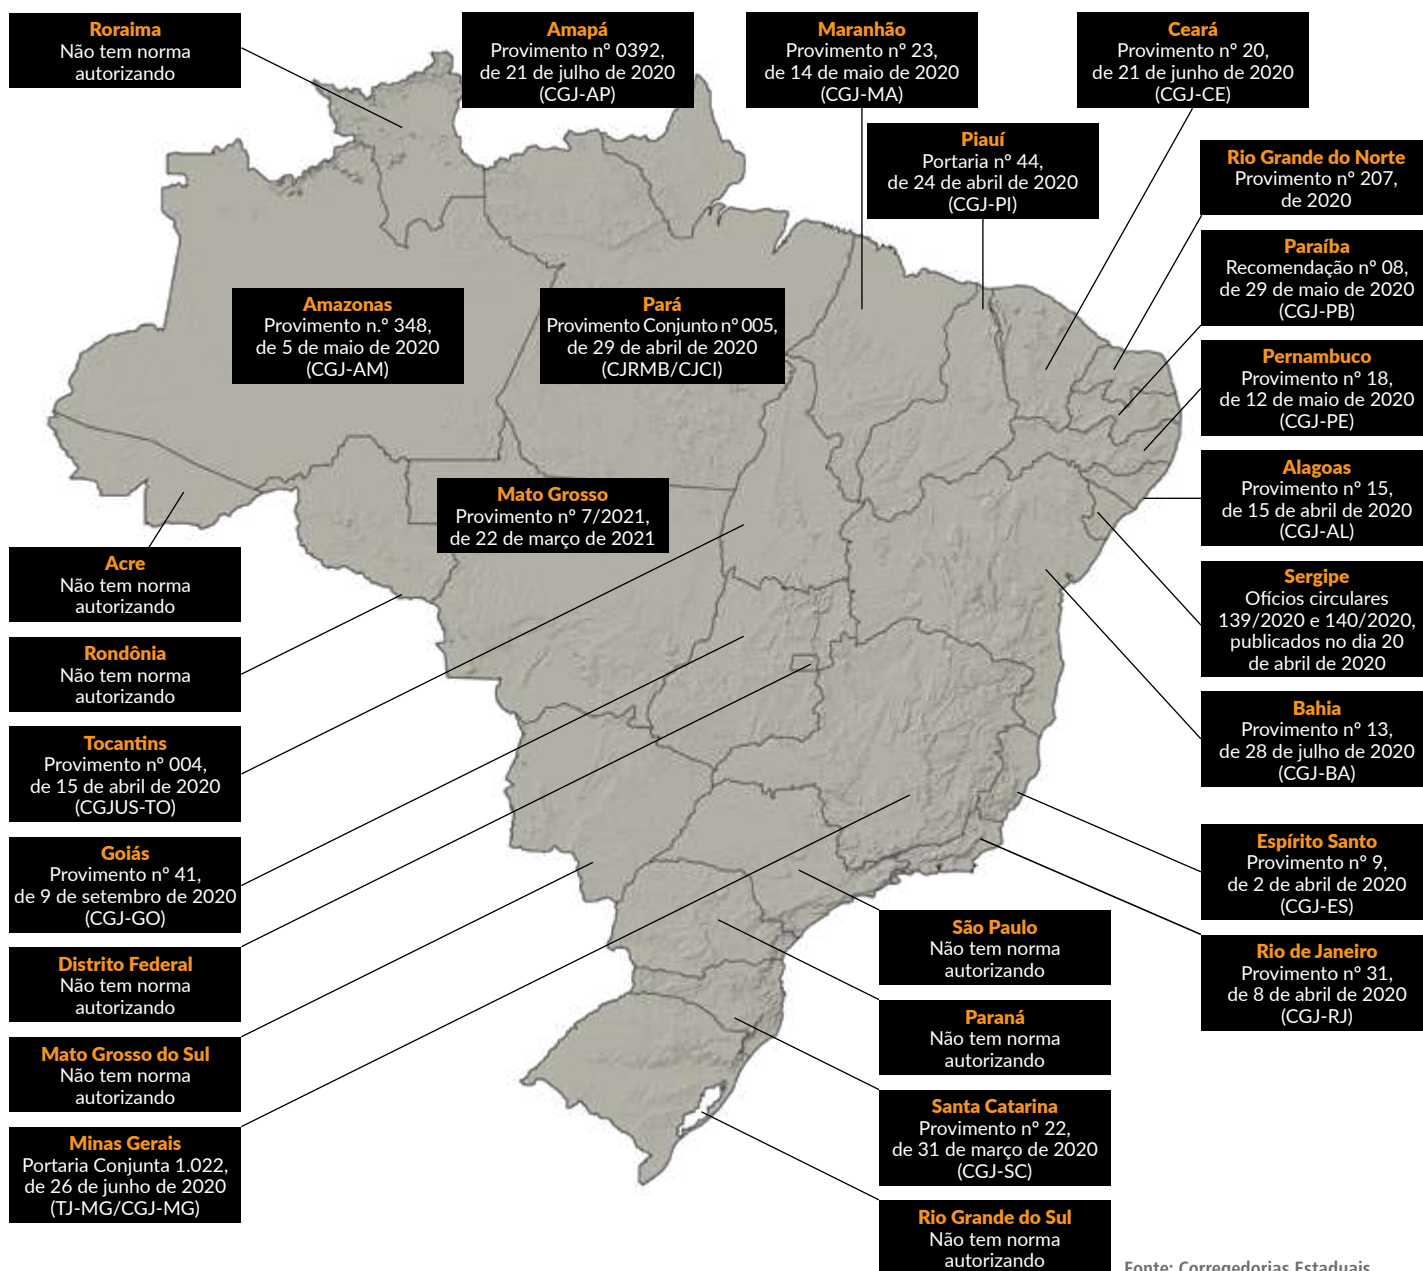 Roraima
Não tem norma
autorizando
Amapá
Provimento nº 0392,
de 21 de julho de 2020
(CGJ-AP)
Maranhão
Provimento nº 23,
de 14 de maio de 2020
(CGJ-MA)
Ceará
Provimento nº 20,
de 21 de junho de 2020
(CGJ-CE)
Piauí
Portaria nº 44,
de 24 de abril de 2020
(CGJ-PI)
Rio Grande do Norte
Provimento nº 207,
de 2020
Paraíba
Recomendação nº 08,
de 29 de maio de 2020
(CGJ-PB)
Amazonas
Provimento n.º 348,
de 5 de maio de 2020
(CGJ-AM)
Pará
Provimento Conjunto nº 005,
de 29 de abril de 2020
(CJRMB/CJCI)
Pernambuco
Provimento nº 18,
de 12 de maio de 2020
(CGJ-PE)
Alagoas
Provimento nº 15,
de 15 de abril de 2020
(CGJ-AL)
Mato Grosso
Provimento nº 7/2021,
de 22 de março de 2021
Acre
Não tem norma
autorizando
Sergipe
Ofícios circulares
139/2020 e 140/2020,
publicados no dia 20
de abril de 2020
Rondônia
Não tem norma
autorizando
Bahia
Provimento nº 13,
de 28 de julho de 2020
(CGJ-BA)
Tocantins
Provimento nº 004,
de 15 de abril de 2020
(CGJUS-TO)
Goiás
Provimento nº 41,
de 9 de setembro de 2020
(CGJ-GO)
Espírito Santo
Provimento nº 9,
de 2 de abril de 2020
(CGJ-ES)
São Paulo
Não tem norma
autorizando
Rio de Janeiro
Provimento nº 31,
de 8 de abril de 2020
(CGJ-RJ)
Distrito Federal
Não tem norma
autorizando
Paraná
Não tem norma
autorizando
Mato Grosso do Sul
Não tem norma
autorizando
Santa Catarina
Provimento nº 22,
de 31 de março de 2020
(CGJ-SC)
Minas Gerais
Portaria Conjunta 1.022,
de 26 de junho de 2020
(TJ-MG/CGJ-MG)
Rio Grande do Sul
Não tem norma
autorizando
Fonte: Corregedorias Estaduais